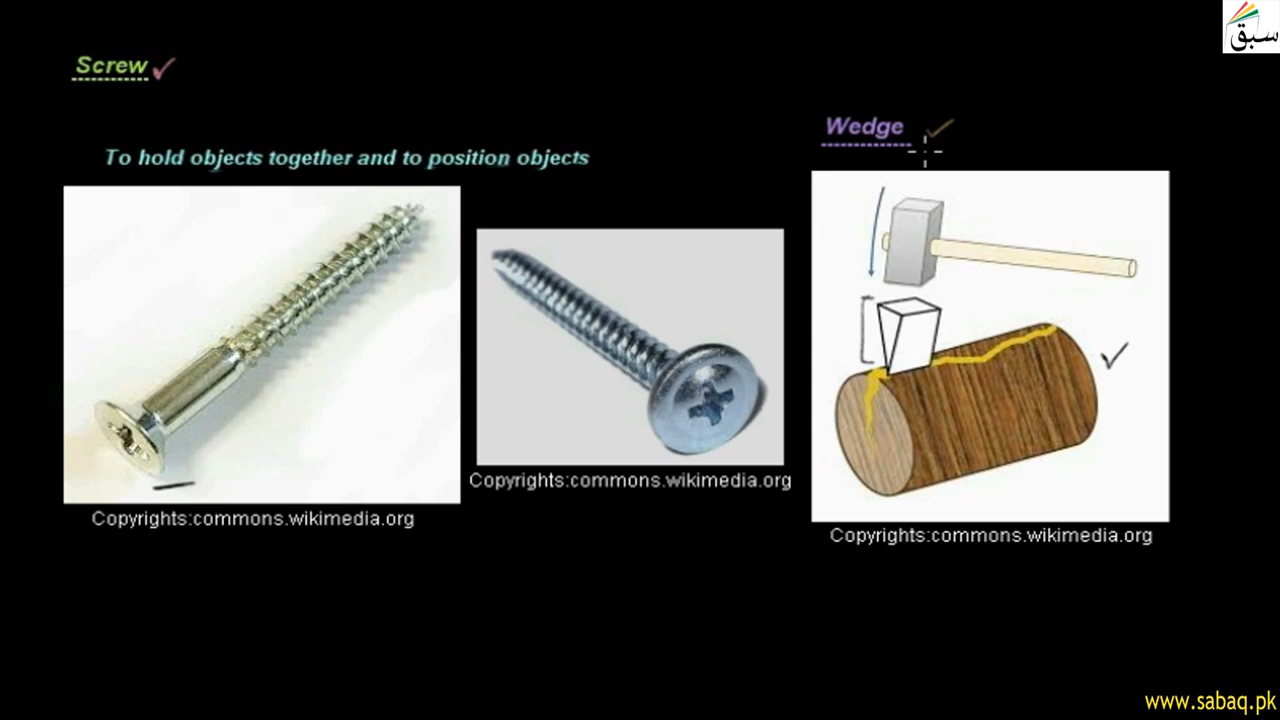 سبق
Screw
Wedge
To hold objects together and to position objects
Copyrights:commons.wikimedia.org
Copyrights:commons.wikimedia.org
Copyrights:commons.wikimedia.org
www.sabaq.pk